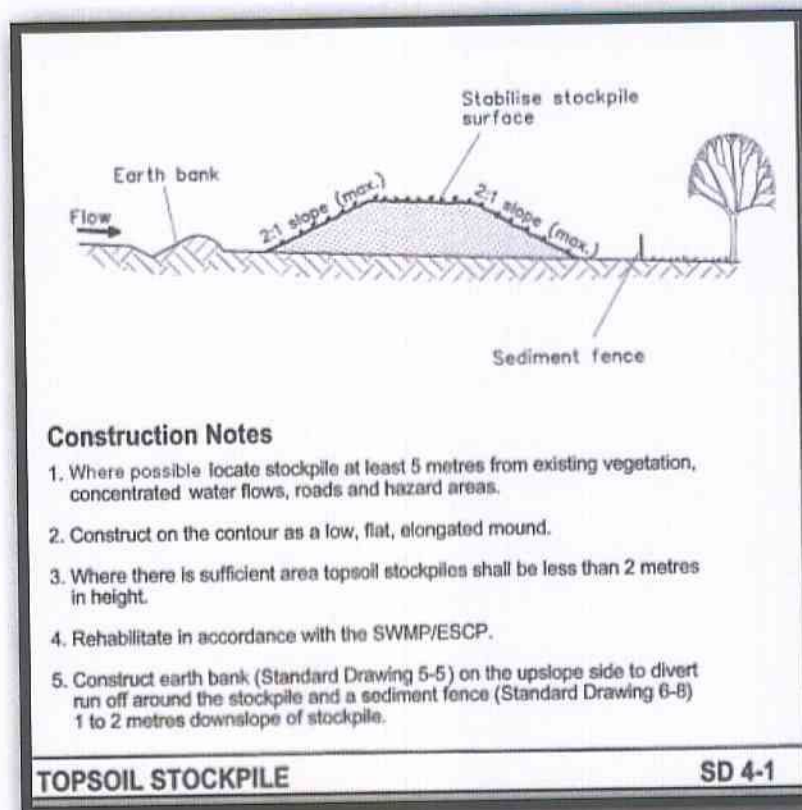 Stabilise stockpile
surface
Earth bank
Flow
2:1 slope (max.)
2:1 slope (max.)
Sediment fence
Construction Notes
1. Where possible locate stockpile at least 5 metres from existing vegetation,
concentrated water flows, roads and hazard areas.
2. Construct on the contour as a low, flat, elongated mound.
3. Where there is sufficient area topsoil stockpiles shall be less than 2 metres
in height.
4. Rehabilitate in accordance with the SWMP/ESCP.
5. Construct earth bank (Standard Drawing 5-5) on the upslope side to divert
run off around the stockpile and a sediment fence (Standard Drawing 6-8)
1 to 2 metres downslope of stockpile.
TOPSOIL STOCKPILE SD 4-1